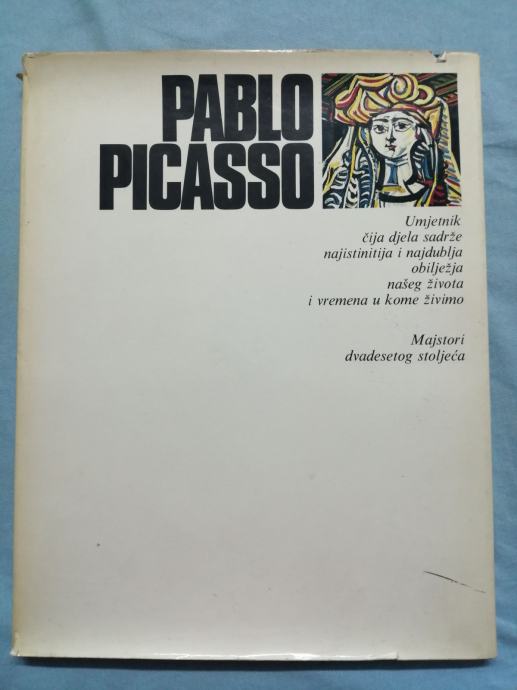 PABLO
PICASSO
Umjetnik
čija djela sadrže
najistinitija i najdublja
obilježja
našeg života
i vremena u kome živimo
Majstori
dvadesetog stoljeća